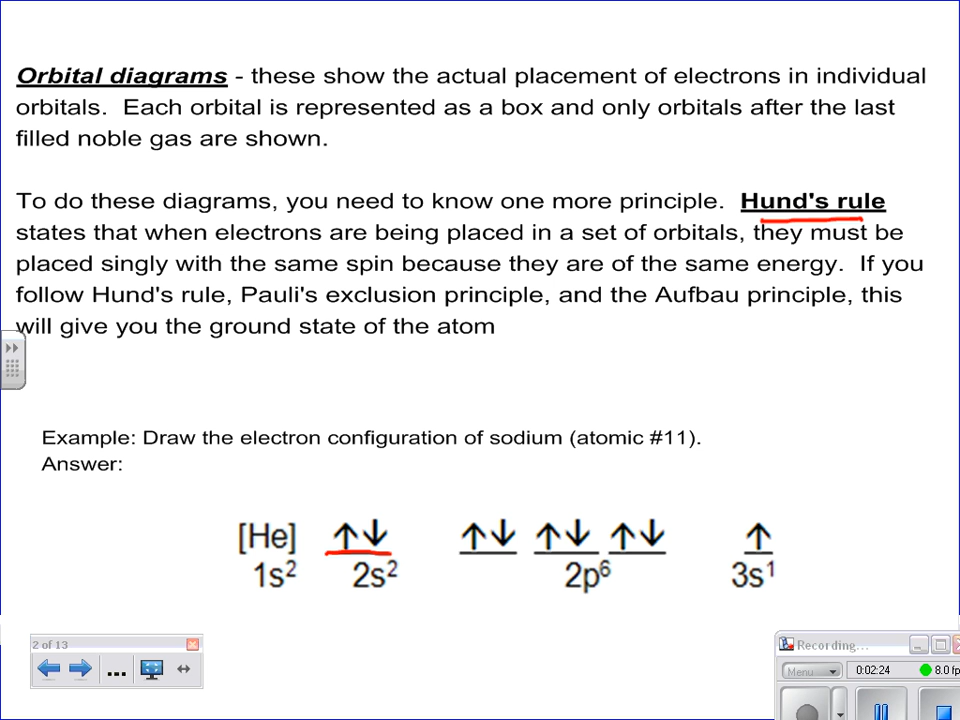 Orbital diagrams - these show the actual placement of electrons in individual
orbitals. Each orbital is represented as a box and only orbitals after the last
filled noble gas are shown.
To do these diagrams, you need to know one more principle. Hund's rule
states that when electrons are being placed in a set of orbitals, they must be
placed singly with the same spin because they are of the same energy. If you
follow Hund's rule, Pauli's exclusion principle, and the Aufbau principle, this
will give you the ground state of the atom
Example: Draw the electron configuration of sodium (atomic #11).
Answer:
[He] ↑↓ ↑↓ ↑↓ ↑↓ ↑
1s² 2s² 2p⁶ 3s¹
2 of 13
...
Recording...
Menu 0:02:24 8.0 fp